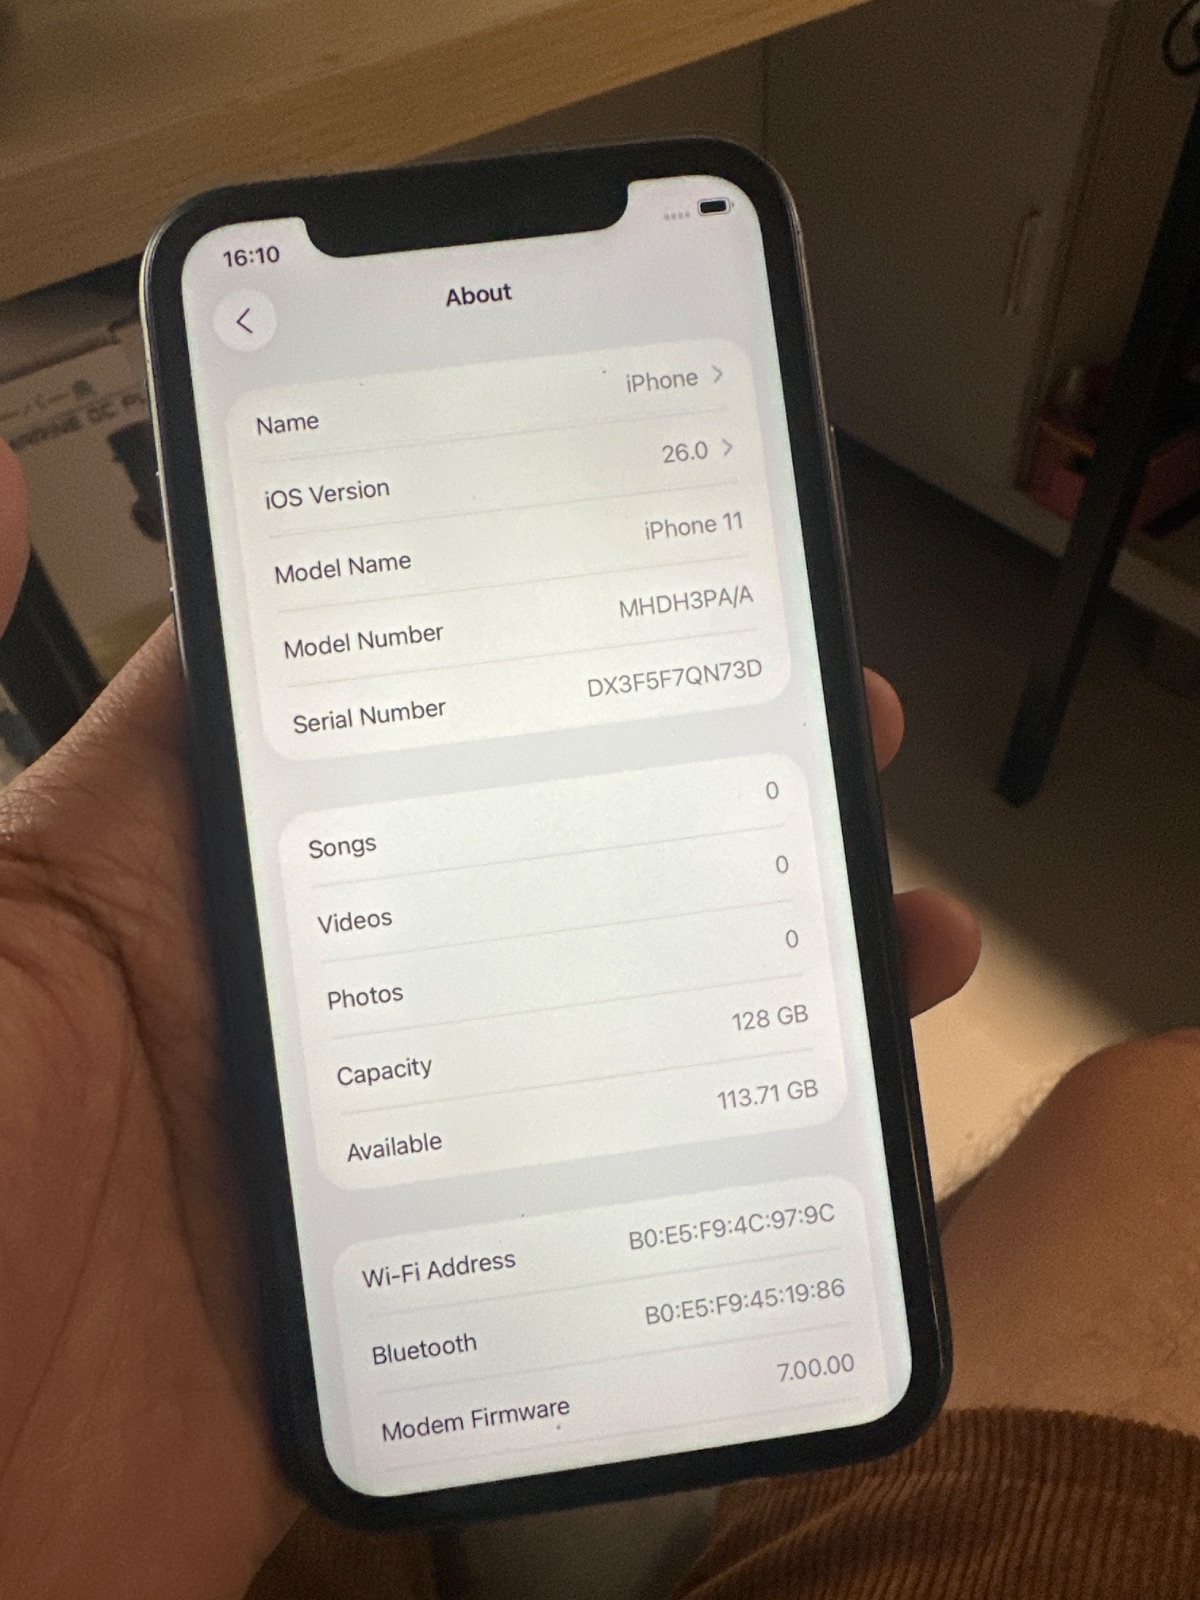 16:10
About
Name iPhone
iOS Version 26.0
Model Name iPhone 11
Model Number MHDH3PA/A
Serial Number DX3F5F7QN73D
Songs 0
Videos 0
Photos 0
Capacity 128 GB
Available 113.71 GB
Wi-Fi Address B0:E5:F9:4C:97:9C
Bluetooth B0:E5:F9:45:19:86
Modem Firmware 7.00.00